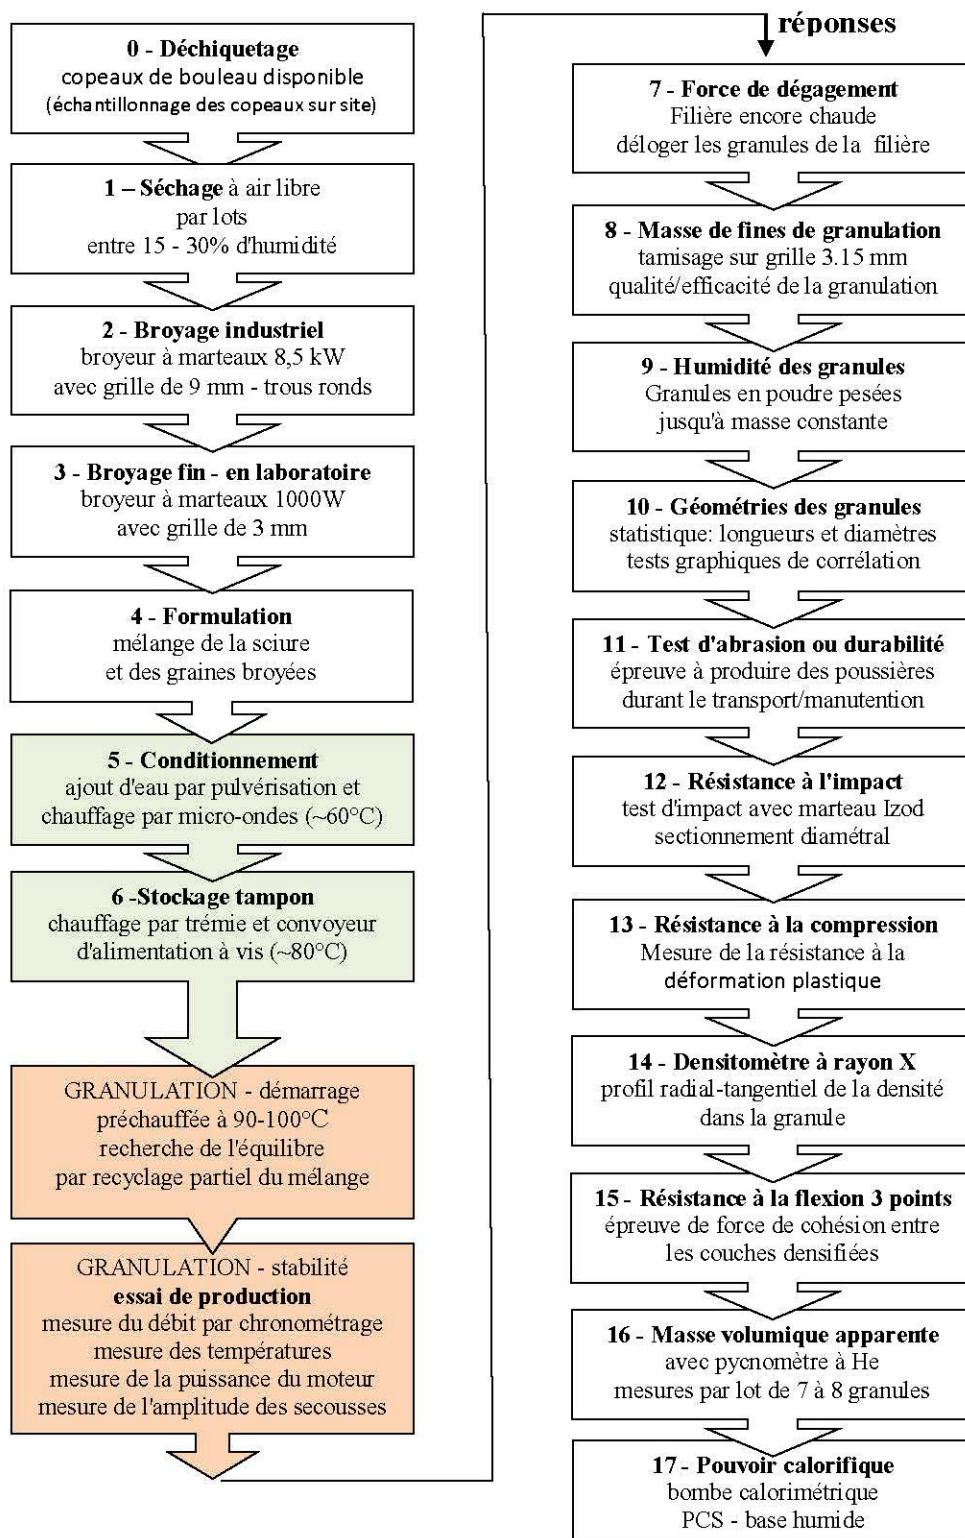 0 - Déchiquetage
copeaux de bouleau disponible
(échantillonnage des copeaux sur site)
1 – Séchage à air libre
par lots
entre 15 - 30% d'humidité
2 - Broyage industriel
broyeur à marteaux 8,5 kW
avec grille de 9 mm - trous ronds
3 - Broyage fin - en laboratoire
broyeur à marteaux 1000W
avec grille de 3 mm
4 - Formulation
mélange de la sciure
et des graines broyées
5 - Conditionnement
ajout d'eau par pulvérisation et
chauffage par micro-ondes (~60°C)
6 -Stockage tampon
chauffage par trémie et convoyeur
d'alimentation à vis (~80°C)
GRANULATION - démarrage
préchauffée à 90-100°C
recherche de l'équilibre
par recyclage partiel du mélange
GRANULATION - stabilité
essai de production
mesure du débit par chronométrage
mesure des températures
mesure de la puissance du moteur
mesure de l'amplitude des secousses
réponses
7 - Force de dégagement
Filière encore chaude
déloger les granules de la filière
8 - Masse de fines de granulation
tamisage sur grille 3.15 mm
qualité/efficacité de la granulation
9 - Humidité des granules
Granules en poudre pesées
jusqu'à masse constante
10 - Géométries des granules
statistique: longueurs et diamètres
tests graphiques de corrélation
11 - Test d'abrasion ou durabilité
épreuve à produire des poussières
durant le transport/manutention
12 - Résistance à l'impact
test d'impact avec marteau Izod
sectionnement diamétral
13 - Résistance à la compression
Mesure de la résistance à la
déformation plastique
14 - Densitomètre à rayon X
profil radial-tangentiel de la densité
dans la granule
15 - Résistance à la flexion 3 points
épreuve de force de cohésion entre
les couches densifiées
16 - Masse volumique apparente
avec pycnomètre à He
mesures par lot de 7 à 8 granules
17 - Pouvoir calorifique
bombe calorimétrique
PCS - base humide